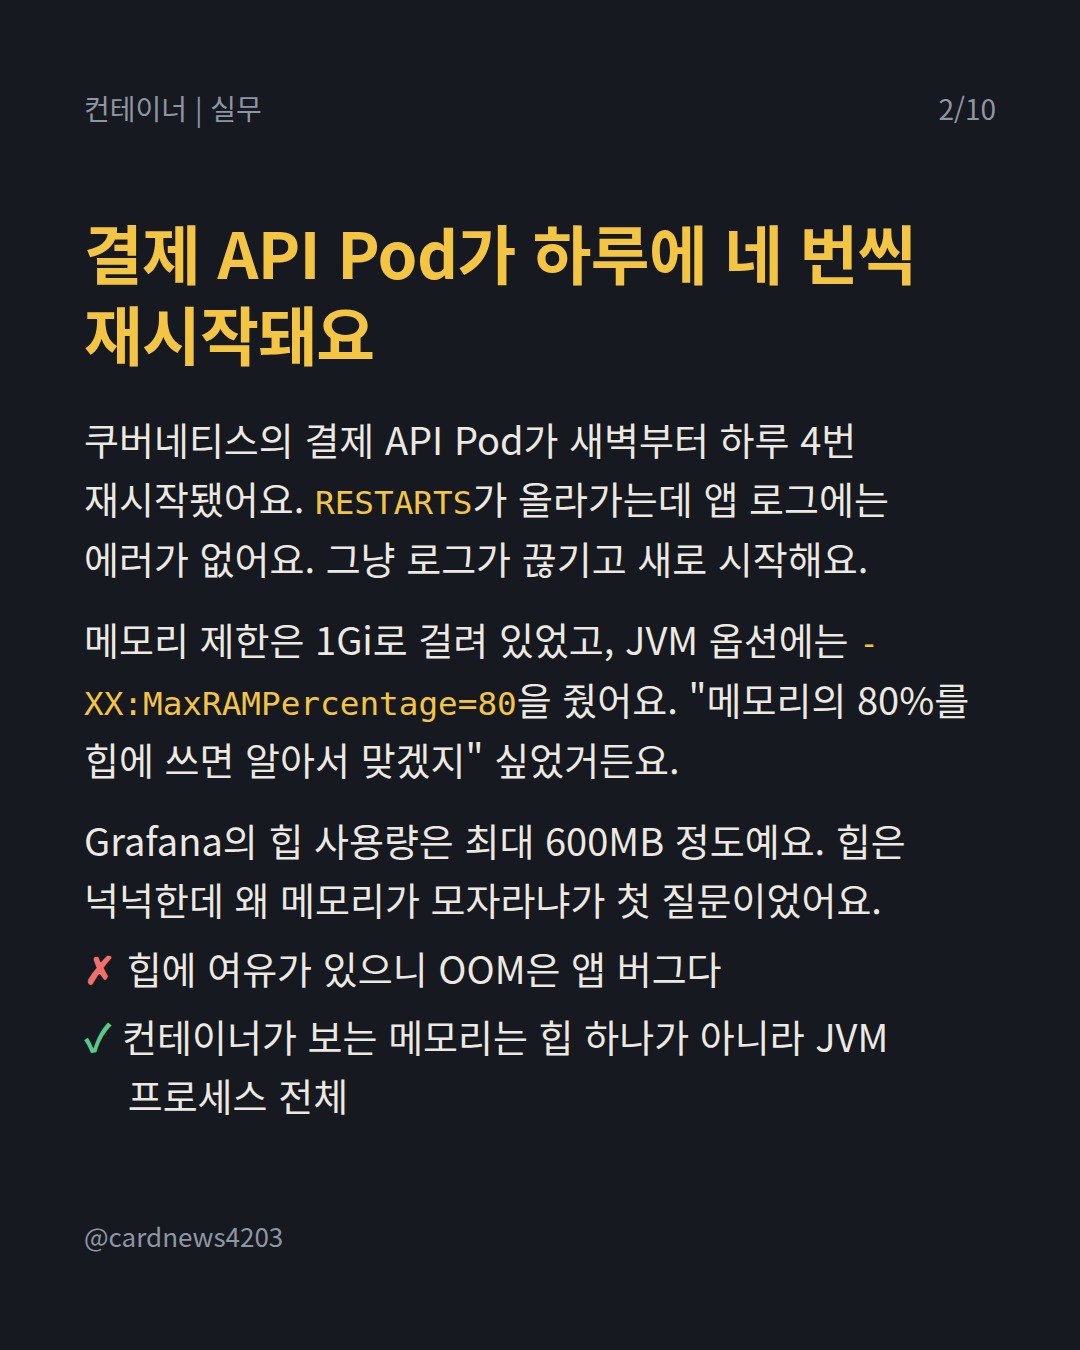 컨테이너 | 실무
2/10
결제 API Pod가 하루에 네 번씩
재시작돼요
쿠버네티스의 결제 API Pod가 새벽부터 하루 4번
재시작됐어요. RESTARTS가 올라가는데 앱 로그에는
에러가 없어요. 그냥 로그가 끊기고 새로 시작해요.
메모리 제한은 1Gi로 걸려 있었고, JVM 옵션에는 -
XX:MaxRAMPercentage=80을 줬어요. "메모리의 80%를
힙에 쓰면 알아서 맞겠지" 싶었거든요.
Grafana의 힙 사용량은 최대 600MB 정도예요. 힙은
넉넉한데 왜 메모리가 모자라냐가 첫 질문이었어요.
✗ 힙에 여유가 있으니 OOM은 앱 버그다
✓ 컨테이너가 보는 메모리는 힙 하나가 아니라 JVM
프로세스 전체
@cardnews4203